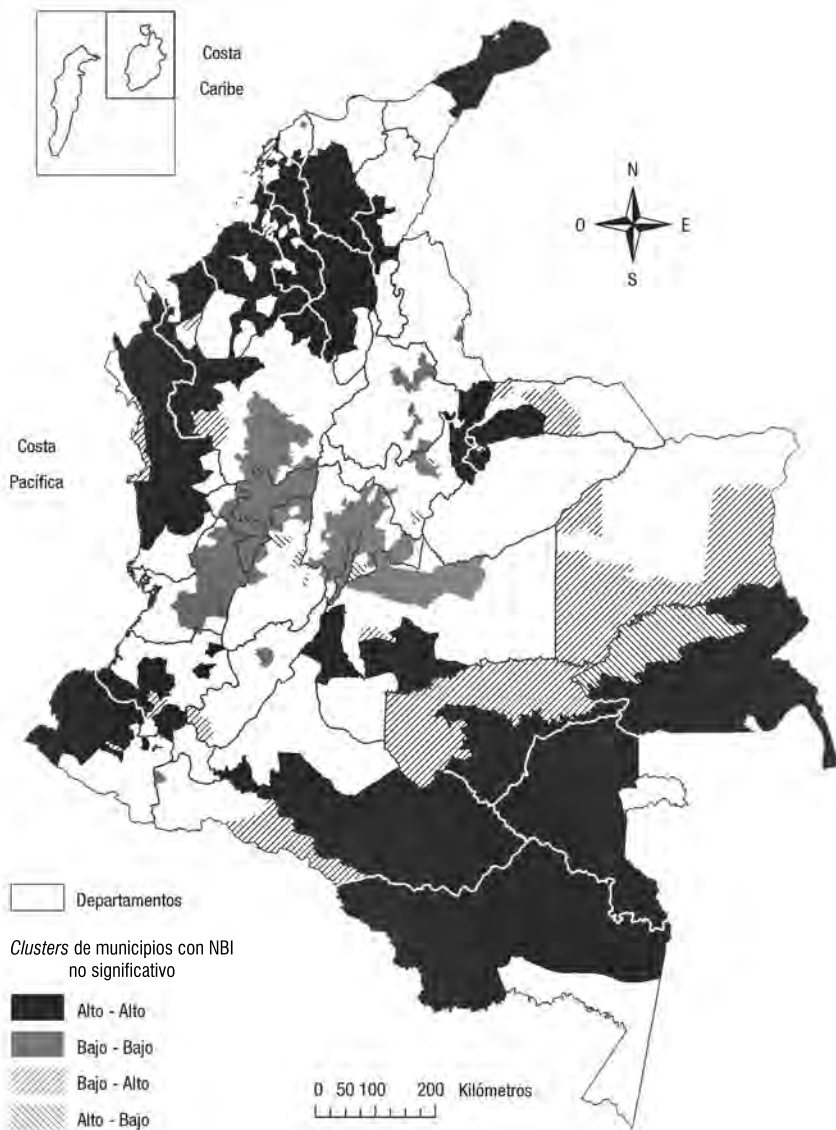 Costa
Caribe
N
O
E
S
Costa
Pacífica
Departamentos
Clusters de municipios con NBI
no significativo
Alto - Alto
Bajo - Bajo
Bajo - Alto
Alto - Bajo
0 50 100 200 Kilómetros